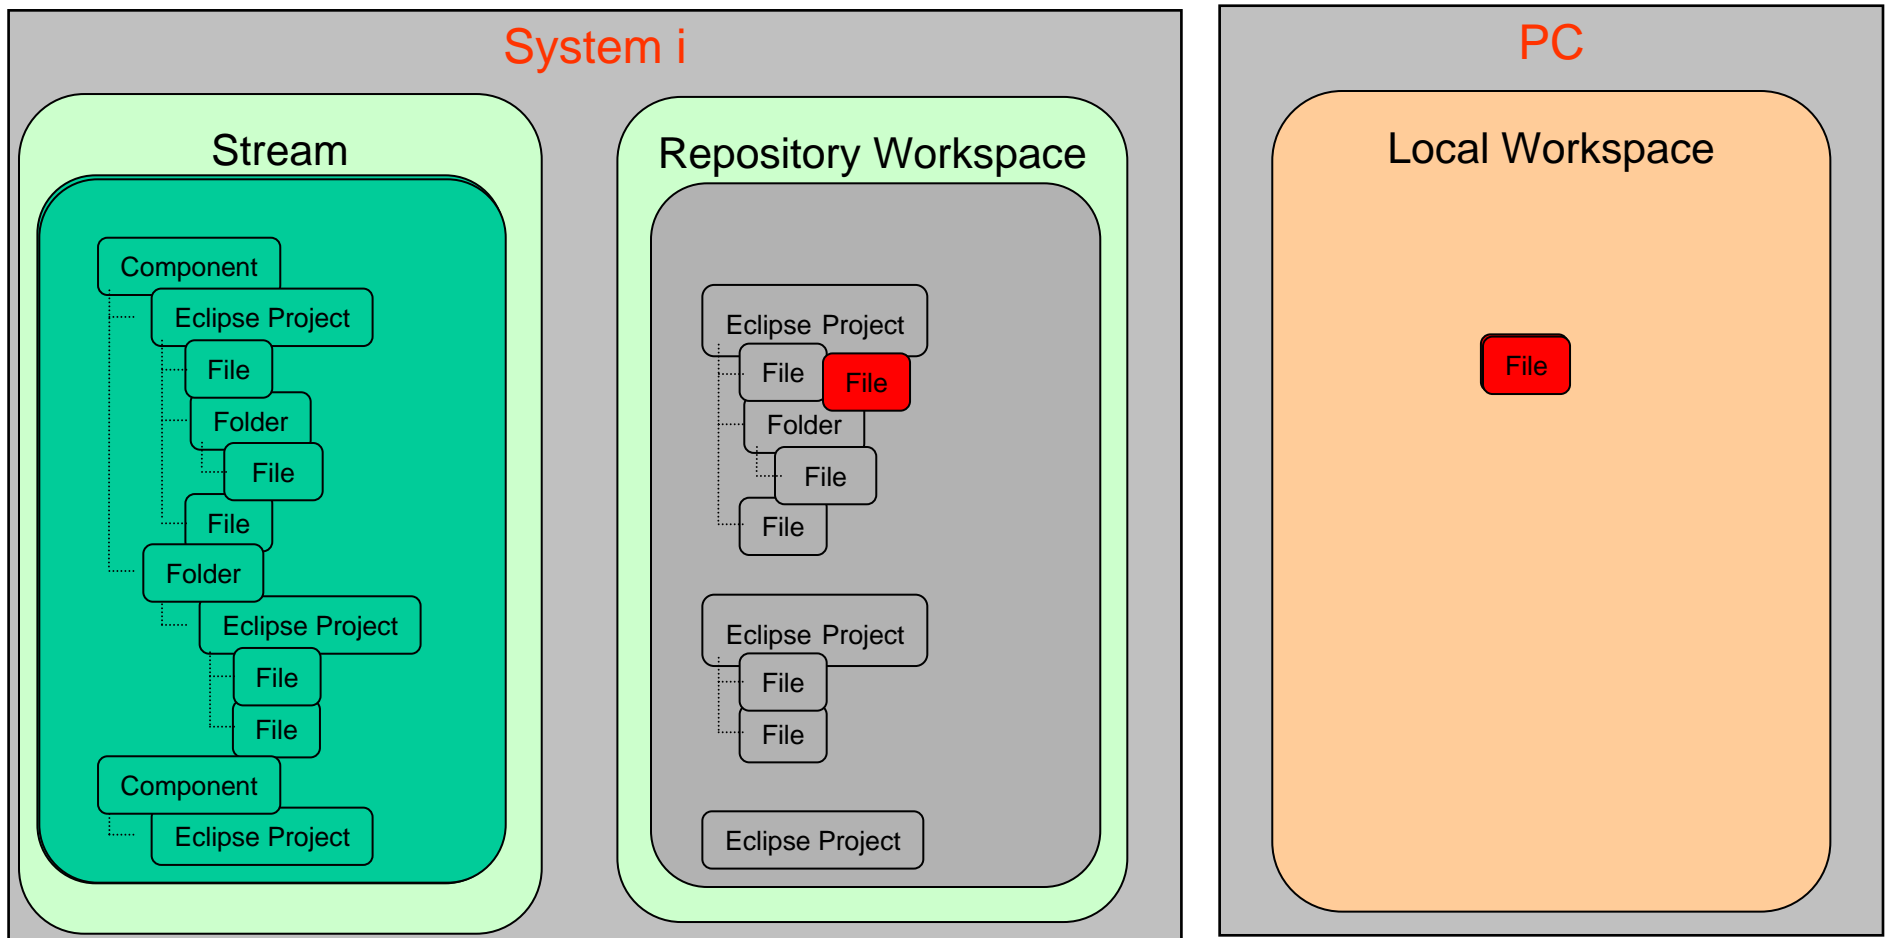 System i
Stream
Component
Eclipse Project
File
Folder
File
File
Folder
Eclipse Project
File
File
Component
Eclipse Project
Repository Workspace
Eclipse Project
File
File
Folder
File
File
Eclipse Project
File
File
Eclipse Project
PC
Local Workspace
File